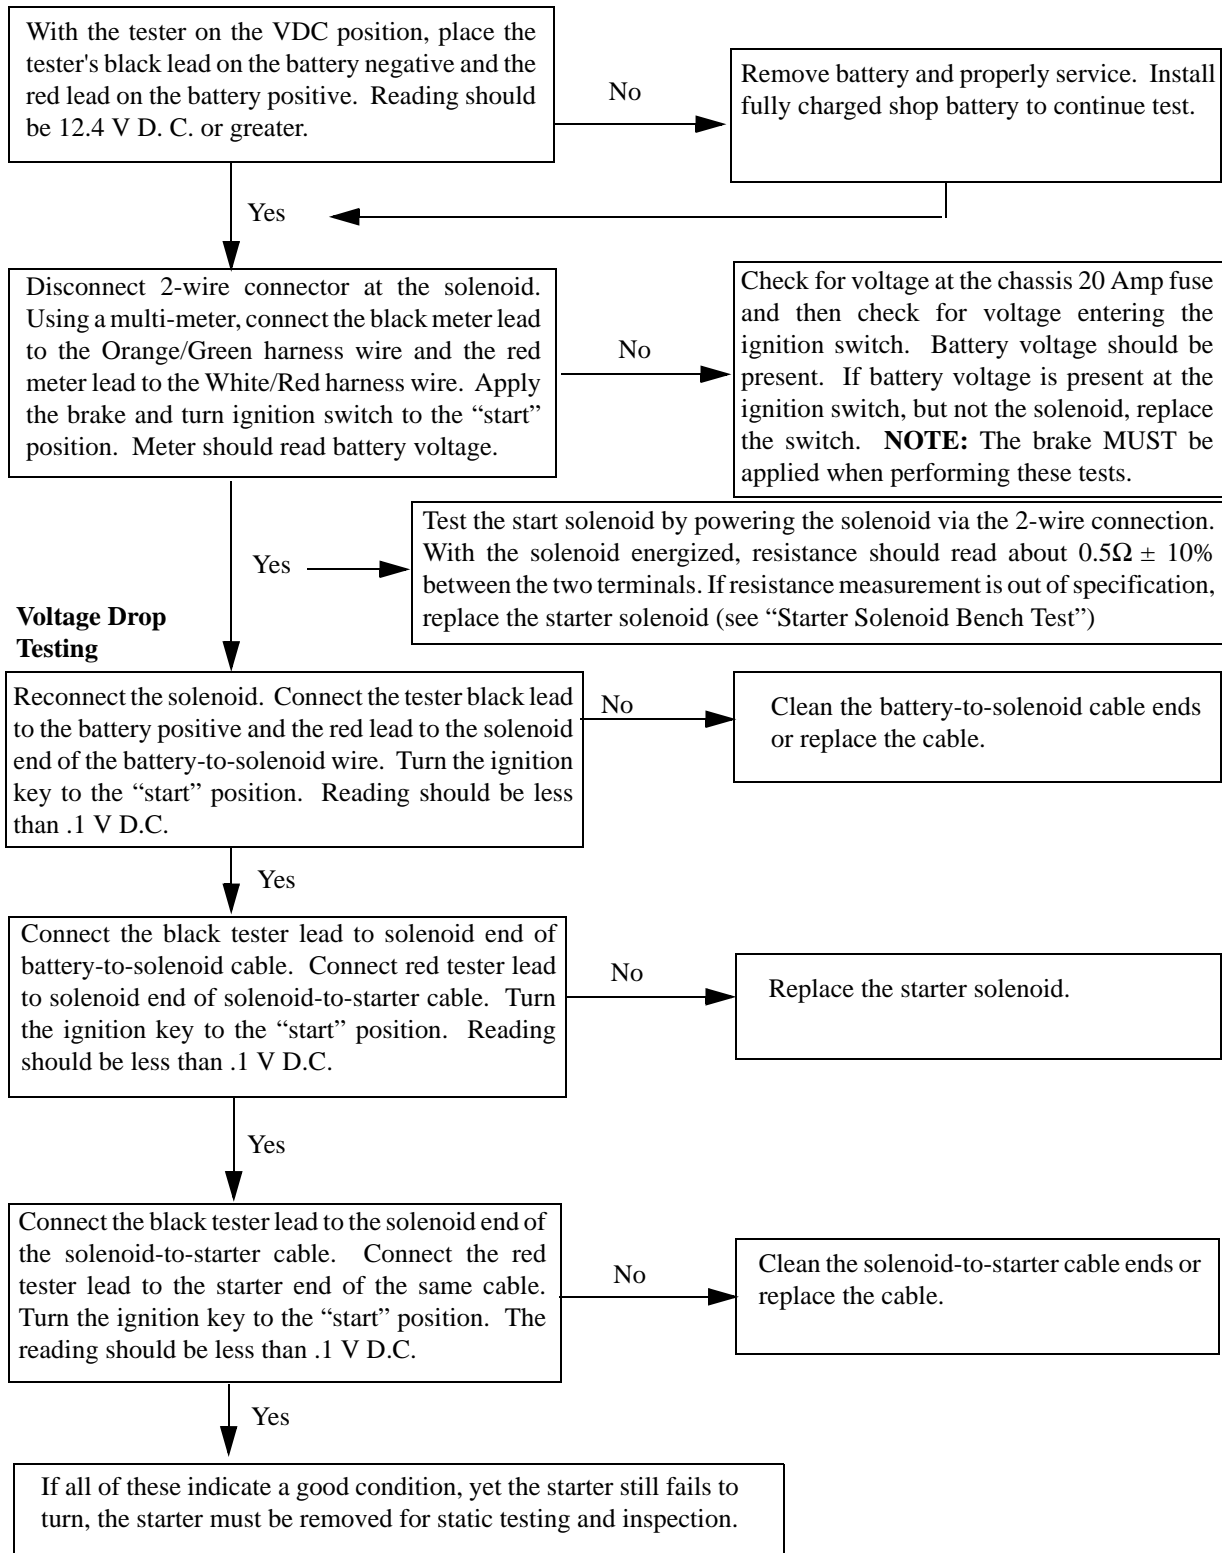 With the tester on the VDC position, place the
tester's black lead on the battery negative and the
red lead on the battery positive. Reading should
be 12.4 V D. C. or greater.
No
Remove battery and properly service. Install
fully charged shop battery to continue test.
Yes
Disconnect 2-wire connector at the solenoid.
Using a multi-meter, connect the black meter lead
to the Orange/Green harness wire and the red
meter lead to the White/Red harness wire. Apply
the brake and turn ignition switch to the “start”
position. Meter should read battery voltage.
No
Check for voltage at the chassis 20 Amp fuse
and then check for voltage entering the
ignition switch. Battery voltage should be
present. If battery voltage is present at the
ignition switch, but not the solenoid, replace
the switch. NOTE: The brake MUST be
applied when performing these tests.
Yes
Test the start solenoid by powering the solenoid via the 2-wire connection.
With the solenoid energized, resistance should read about 0.5Ω ± 10%
between the two terminals. If resistance measurement is out of specification,
replace the starter solenoid (see “Starter Solenoid Bench Test”)
Voltage Drop
Testing
Reconnect the solenoid. Connect the tester black lead
to the battery positive and the red lead to the solenoid
end of the battery-to-solenoid wire. Turn the ignition
key to the “start” position. Reading should be less
than .1 V D.C.
No
Clean the battery-to-solenoid cable ends
or replace the cable.
Yes
Connect the black tester lead to solenoid end of
battery-to-solenoid cable. Connect red tester lead
to solenoid end of solenoid-to-starter cable. Turn
the ignition key to the “start” position. Reading
should be less than .1 V D.C.
No
Replace the starter solenoid.
Yes
Connect the black tester lead to the solenoid end of
the solenoid-to-starter cable. Connect the red
tester lead to the starter end of the same cable.
Turn the ignition key to the “start” position. The
reading should be less than .1 V D.C.
No
Clean the solenoid-to-starter cable ends or
replace the cable.
Yes
If all of these indicate a good condition, yet the starter still fails to
turn, the starter must be removed for static testing and inspection.